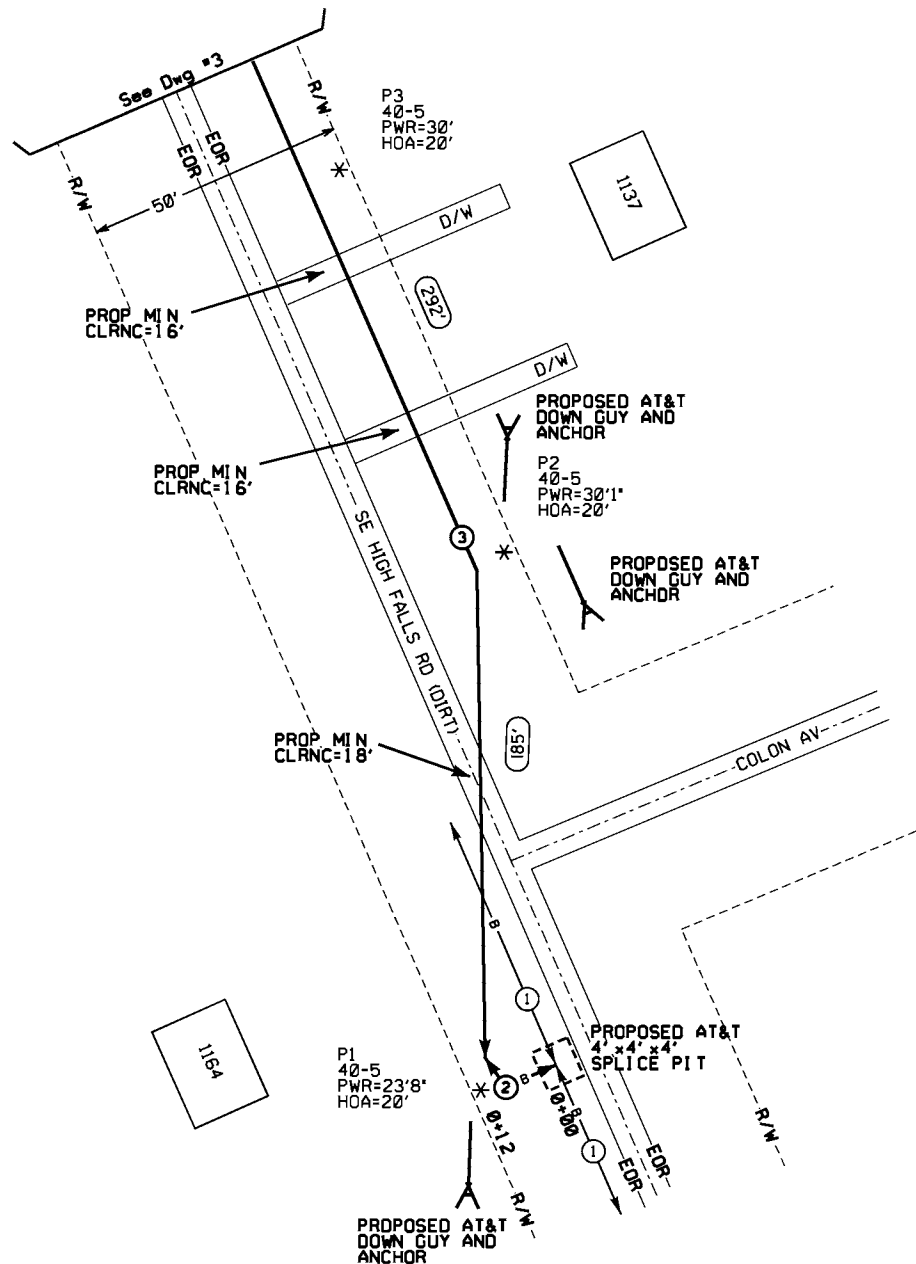 See Dwg #3
R/W
P3
40-5
PWR=30'
HOA=20'
EOR
EOR
R/W
50'
1137
D/W
292'
PROP MIN
CLRNC=16'
D/W
PROPOSED AT&T
DOWN GUY AND
ANCHOR
PROP MIN
CLRNC=16'
P2
40-5
PWR=30'1"
HOA=20'
3
SE HIGH FALLS RD (DIRT)
PROPOSED AT&T
DOWN GUY AND
ANCHOR
PROP MIN
CLRNC=18'
185'
COLON AV
B
1
1164
P1
40-5
PWR=23'8"
HOA=20'
PROPOSED AT&T
4'x4'x4'
SPLICE PIT
2
B
0+12
0+00
B
1
EOR
EOR
R/W
R/W
PROPOSED AT&T
DOWN GUY AND
ANCHOR